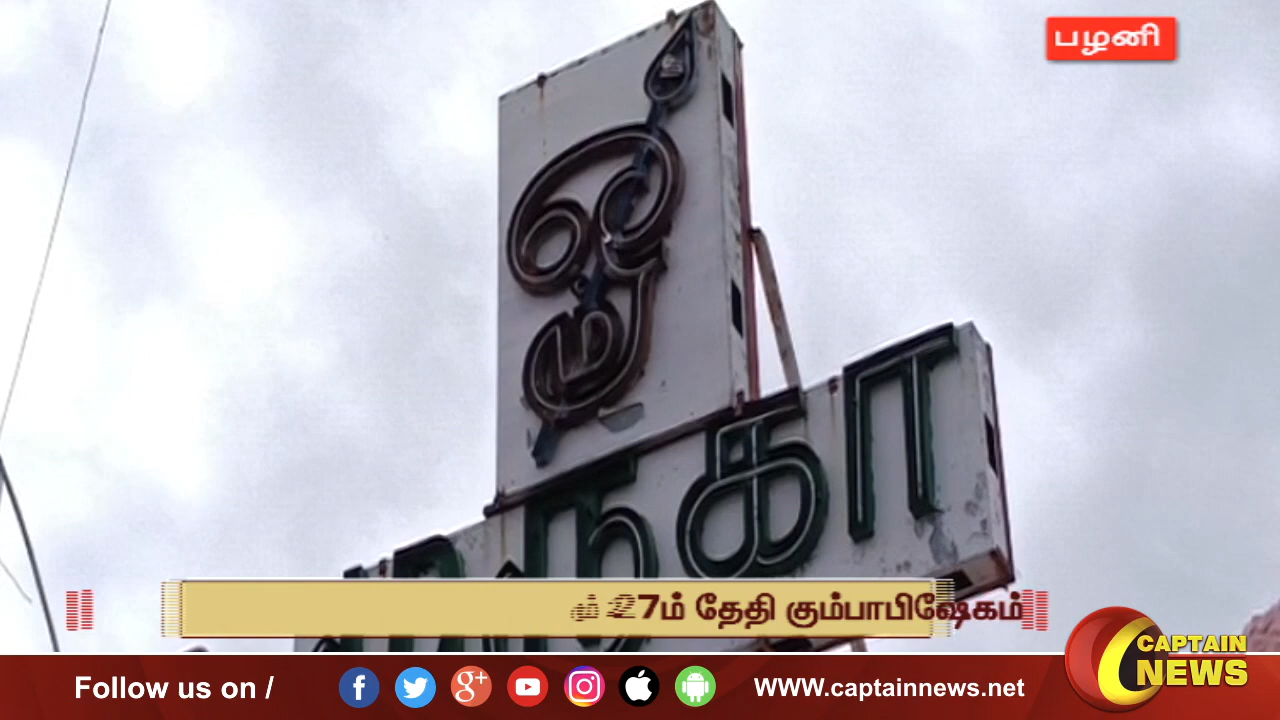 பழனி
ஓம்
முருகா
27ம் தேதி கும்பாபிஷேகம்
CAPTAIN
NEWS
Follow us on /
WWW.captainnews.net